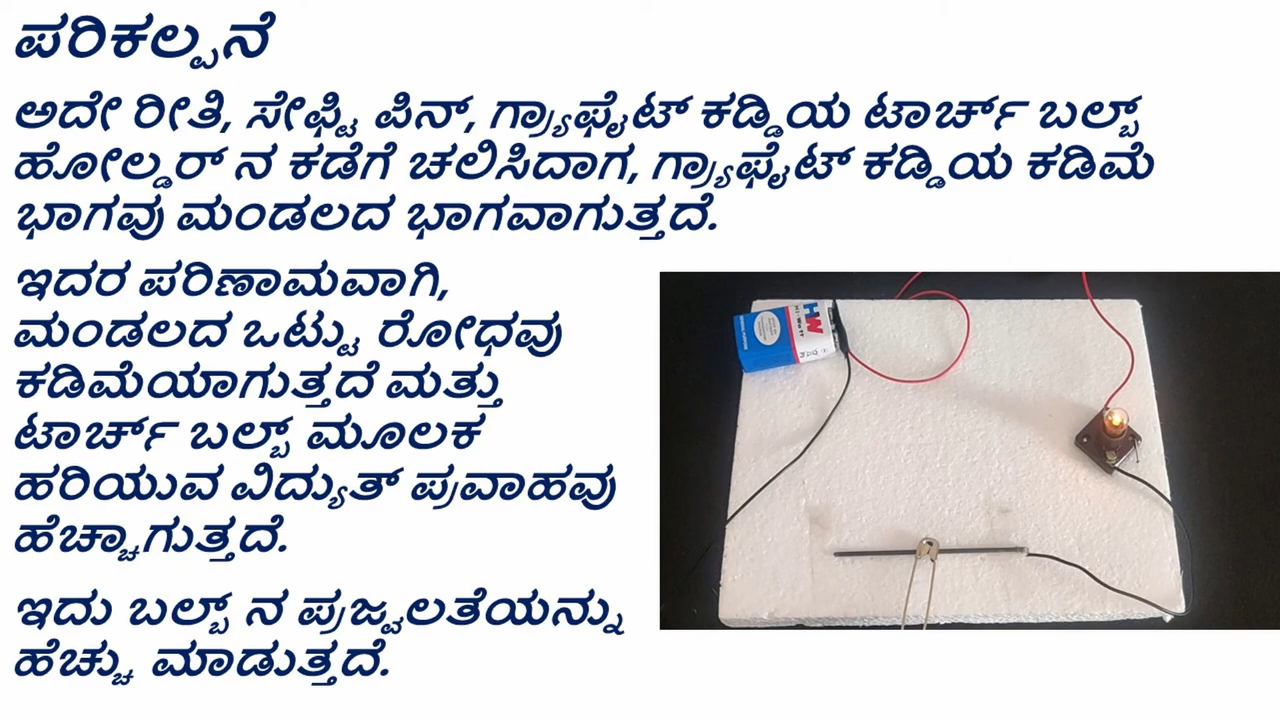 ಪರಿಕಲ್ಪನೆ
ಅದೇ ರೀತಿ, ಸೇಫ್ಟಿ ಪಿನ್, ಗ್ರ್ಯಾಫೈಟ್ ಕಡ್ಡಿಯ ಟಾರ್ಚ್ ಬಲ್ಬ್
ಹೋಲ್ಡರ್ ನ ಕಡೆಗೆ ಚಲಿಸಿದಾಗ, ಗ್ರ್ಯಾಫೈಟ್ ಕಡ್ಡಿಯ ಕಡಿಮೆ
ಭಾಗವು ಮಂಡಲದ ಭಾಗವಾಗುತ್ತದೆ.
ಇದರ ಪರಿಣಾಮವಾಗಿ,
ಮಂಡಲದ ಒಟ್ಟು ರೋಧವು
ಕಡಿಮೆಯಾಗುತ್ತದೆ ಮತ್ತು
ಟಾರ್ಚ್ ಬಲ್ಬ್ ಮೂಲಕ
ಹರಿಯುವ ವಿದ್ಯುತ್ ಪ್ರವಾಹವು
ಹೆಚ್ಚಾಗುತ್ತದೆ.
ಇದು ಬಲ್ಬ್ ನ ಪ್ರಜ್ವಲತೆಯನ್ನು
ಹೆಚ್ಚು ಮಾಡುತ್ತದೆ.
HW